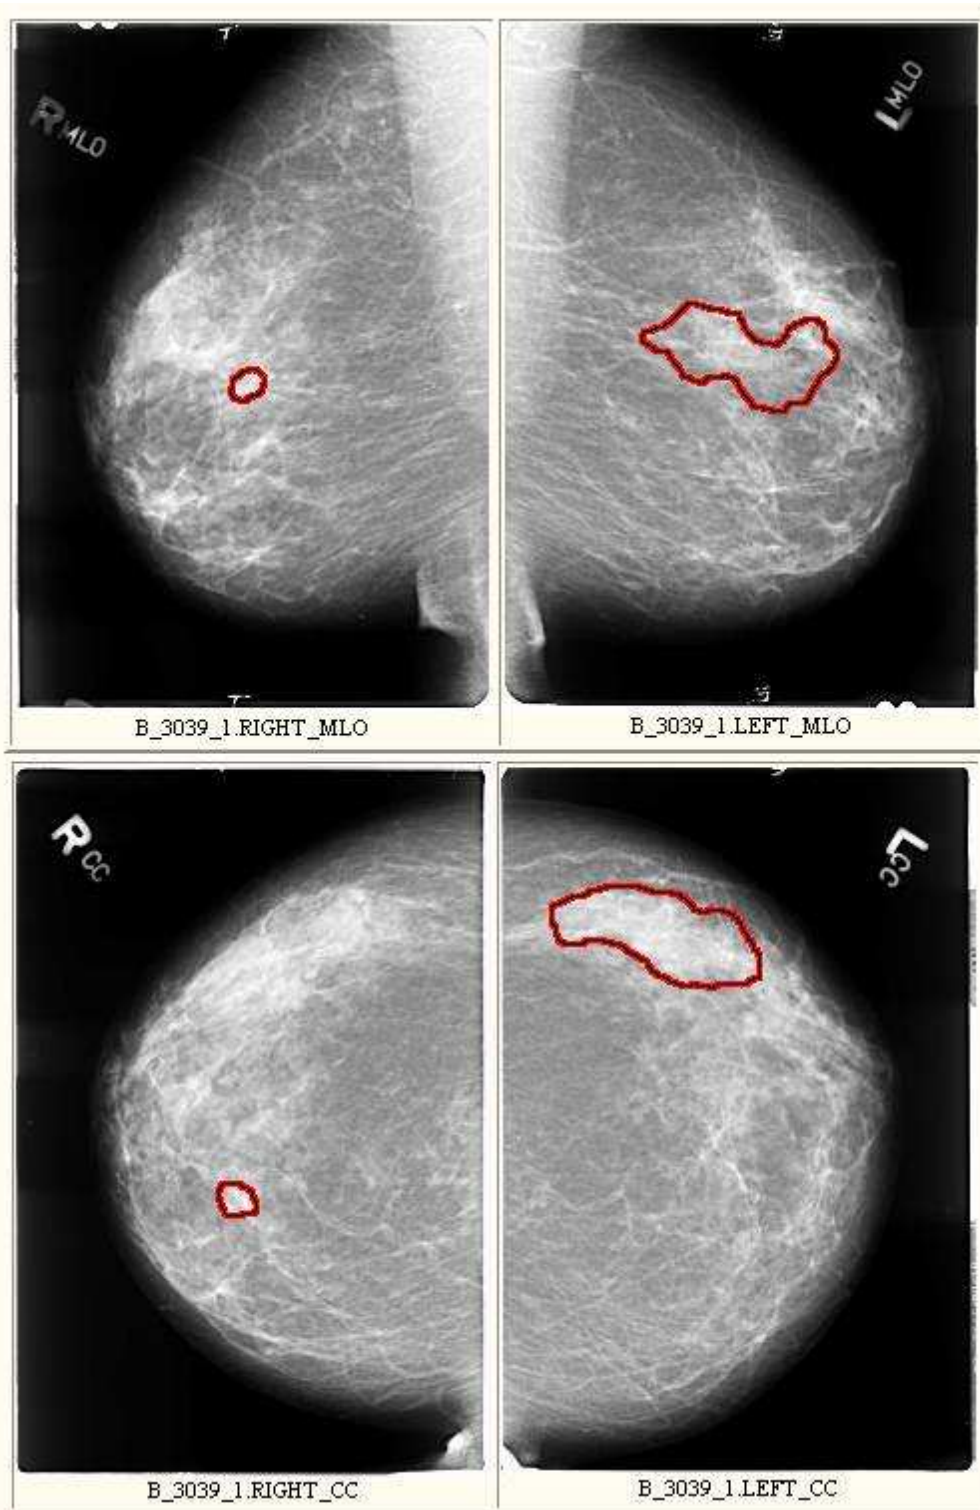 RMLO
LMLO
B_3039_1.RIGHT_MLO
B_3039_1.LEFT_MLO
RCC
LCC
B_3039_1.RIGHT_CC
B_3039_1.LEFT_CC